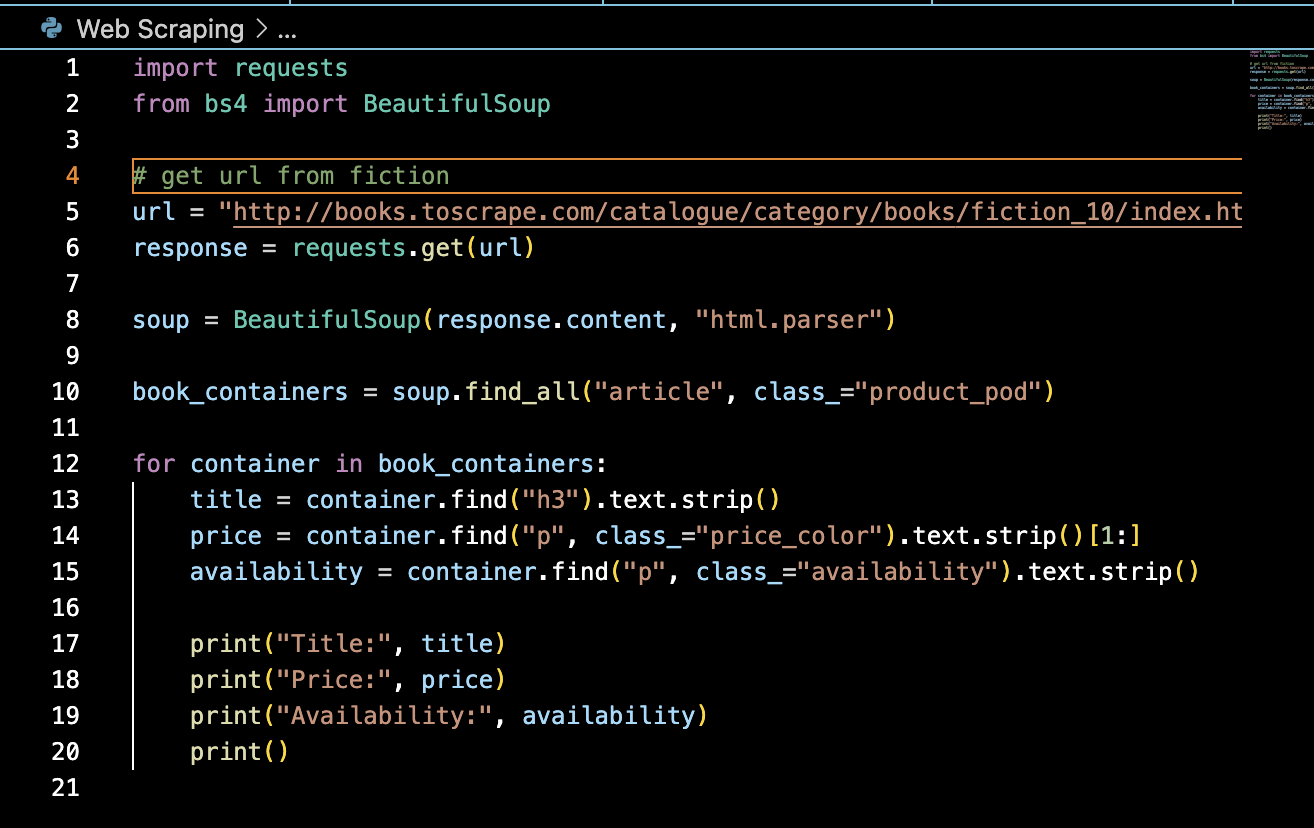 Web Scraping > ...
1 import requests
2 from bs4 import BeautifulSoup
3
4 # get url from fiction
5 url = "http://books.toscrape.com/catalogue/category/books/fiction_10/index.ht
6 response = requests.get(url)
7
8 soup = BeautifulSoup(response.content, "html.parser")
9
10 book_containers = soup.find_all("article", class_="product_pod")
11
12 for container in book_containers:
13     title = container.find("h3").text.strip()
14     price = container.find("p", class_="price_color").text.strip()[1:]
15     availability = container.find("p", class_="availability").text.strip()
16
17     print("Title:", title)
18     print("Price:", price)
19     print("Availability:", availability)
20     print()
21